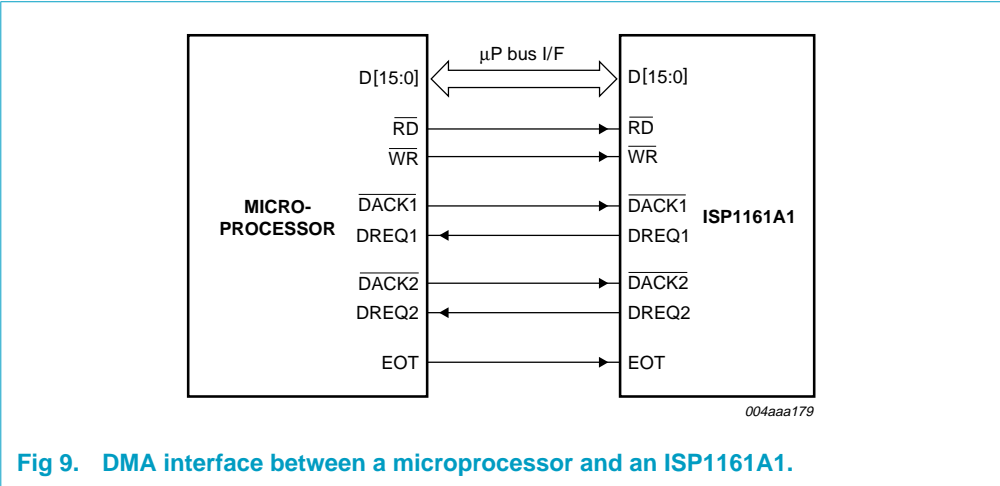 μP bus I/F
D[15:0] D[15:0]
RD RD
WR WR
MICRO-
PROCESSOR
DACK1 DACK1
ISP1161A1
DREQ1 DREQ1
DACK2 DACK2
DREQ2 DREQ2
EOT EOT
004aaa179
Fig 9. DMA interface between a microprocessor and an ISP1161A1.